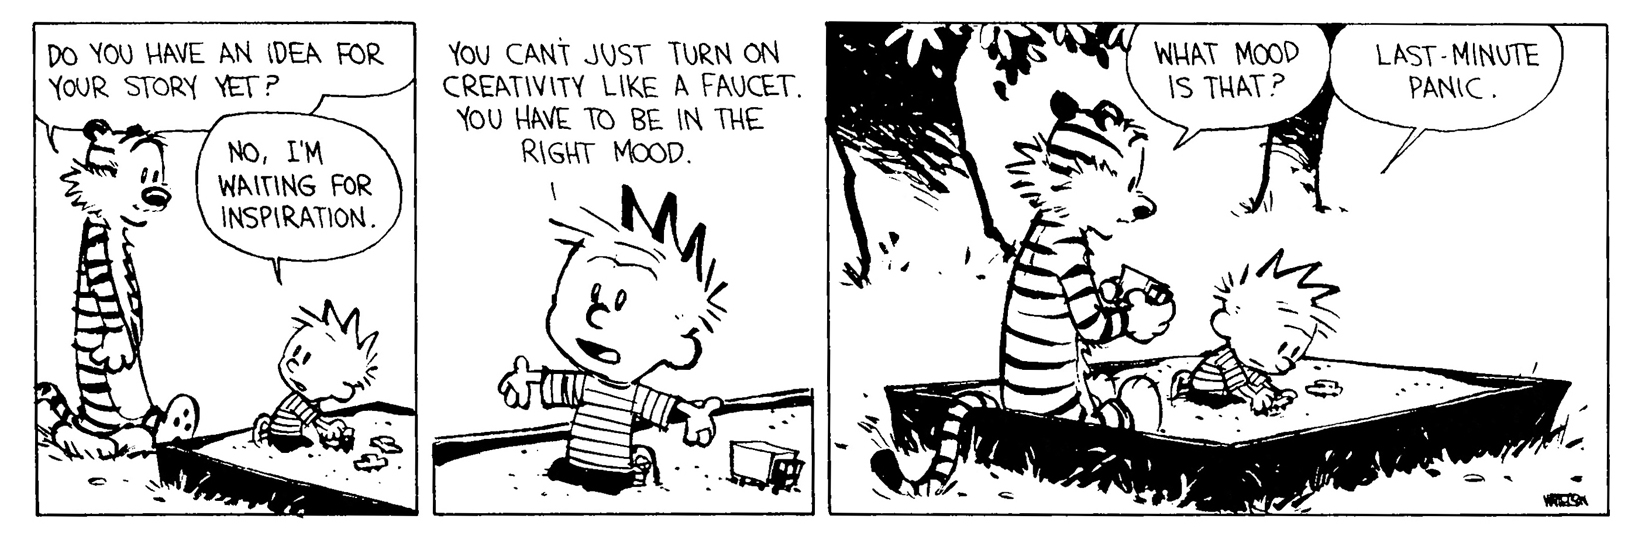 DO YOU HAVE AN IDEA FOR
YOUR STORY YET?
NO, I'M
WAITING FOR
INSPIRATION.
YOU CAN'T JUST TURN ON
CREATIVITY LIKE A FAUCET.
YOU HAVE TO BE IN THE
RIGHT MOOD.
WHAT MOOD
IS THAT?
LAST-MINUTE
PANIC.
WATTERSON